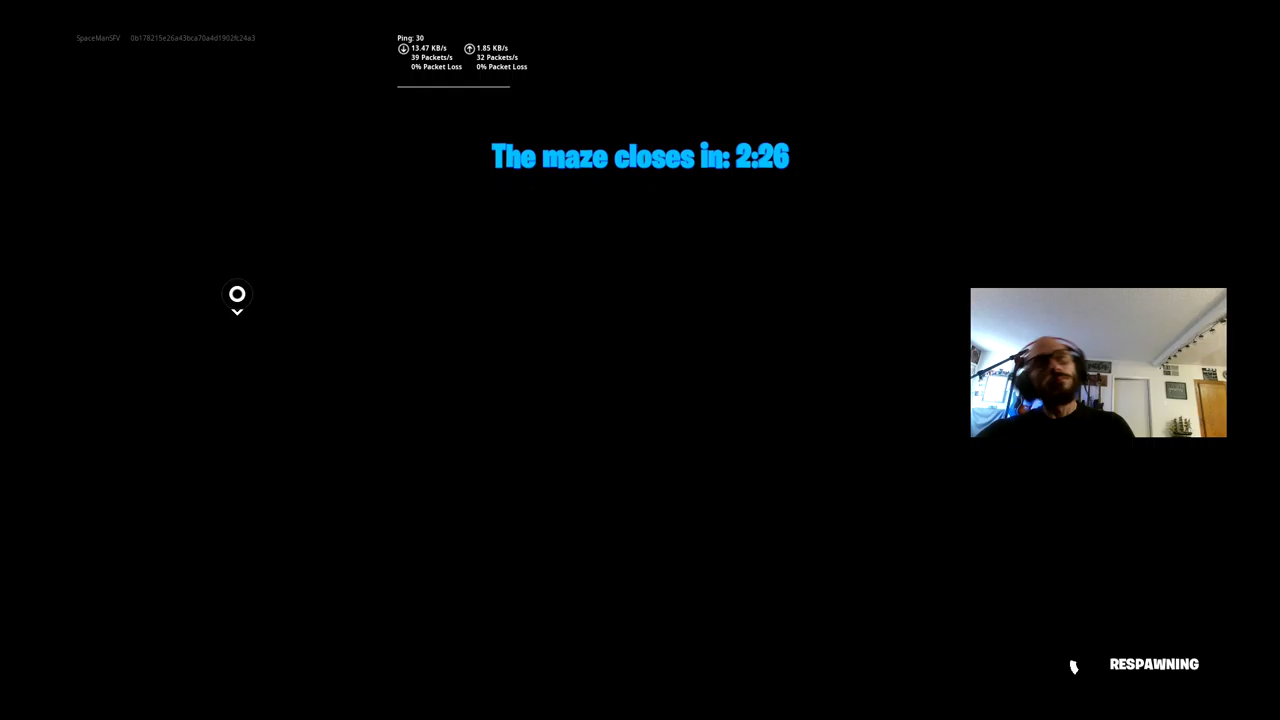 SpaceManSFV 0b178215e26a43bca70a4d1902fc24a3
Ping: 30
13.47 KB/s 1.85 KB/s
39 Packets/s 32 Packets/s
0% Packet Loss 0% Packet Loss
The maze closes in: 2:26
RESPAWNING